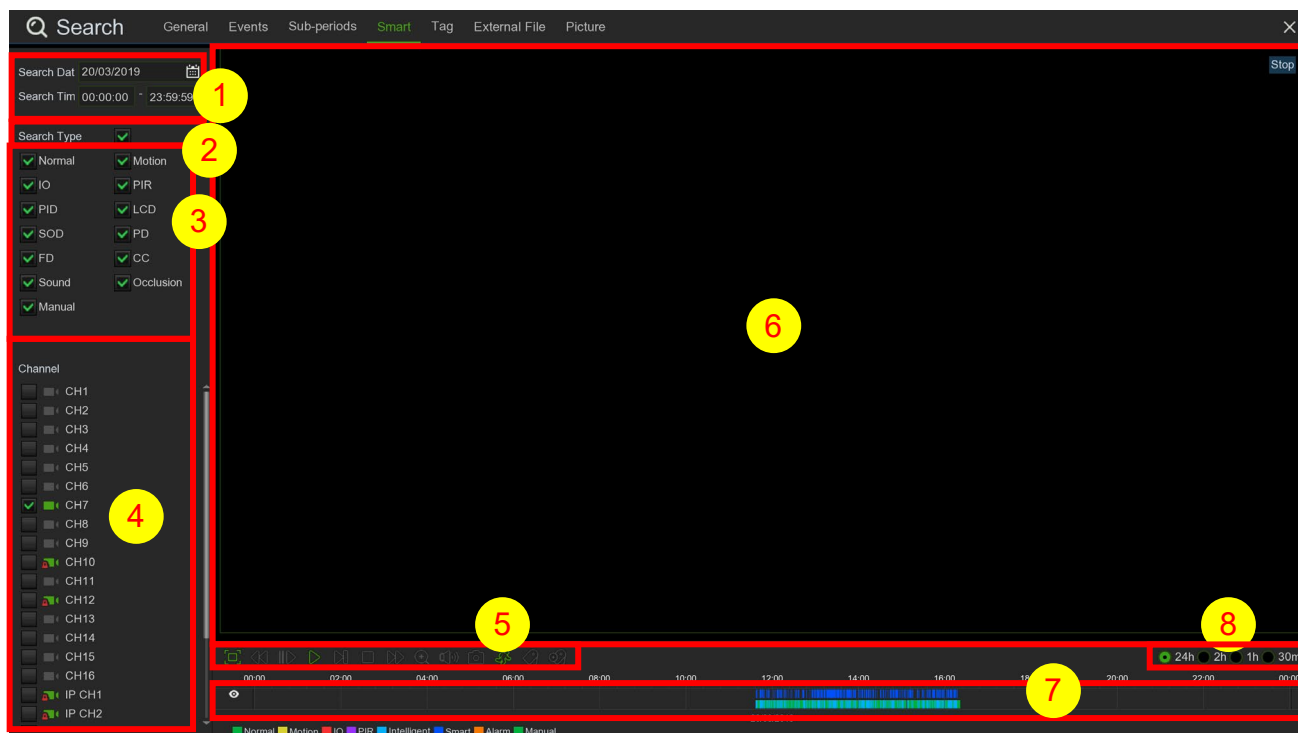 Search General Events Sub-periods Smart Tag External File Picture
Stop
Search Dat 20/03/2019
Search Tim 00:00:00 - 23:59:59
1
Search Type
2
Normal Motion
IO PIR
PID LCD
3
SOD PD
FD CC
Sound Occlusion
Manual
6
Channel
CH1
CH2
CH3
CH4
CH5
CH6
CH7
4
CH8
CH9
CH10
CH11
CH12
CH13
5 8
CH14
CH15
24h 2h 1h 30m
CH16
00:00 02:00 04:00 06:00 08:00 10:00 12:00 14:00 16:00 20:00 22:00 00:00
7
IP CH1
IP CH2
Normal Motion IO PIR Intelligent Smart Alarm Manual